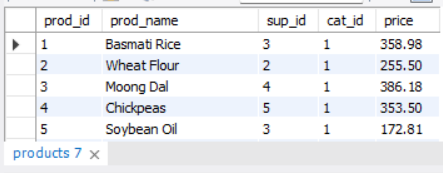 prod_id prod_name sup_id cat_id price
1 Basmati Rice 3 1 358.98
2 Wheat Flour 2 1 255.50
3 Moong Dal 4 1 386.18
4 Chickpeas 5 1 353.50
5 Soybean Oil 3 1 172.81
products 7